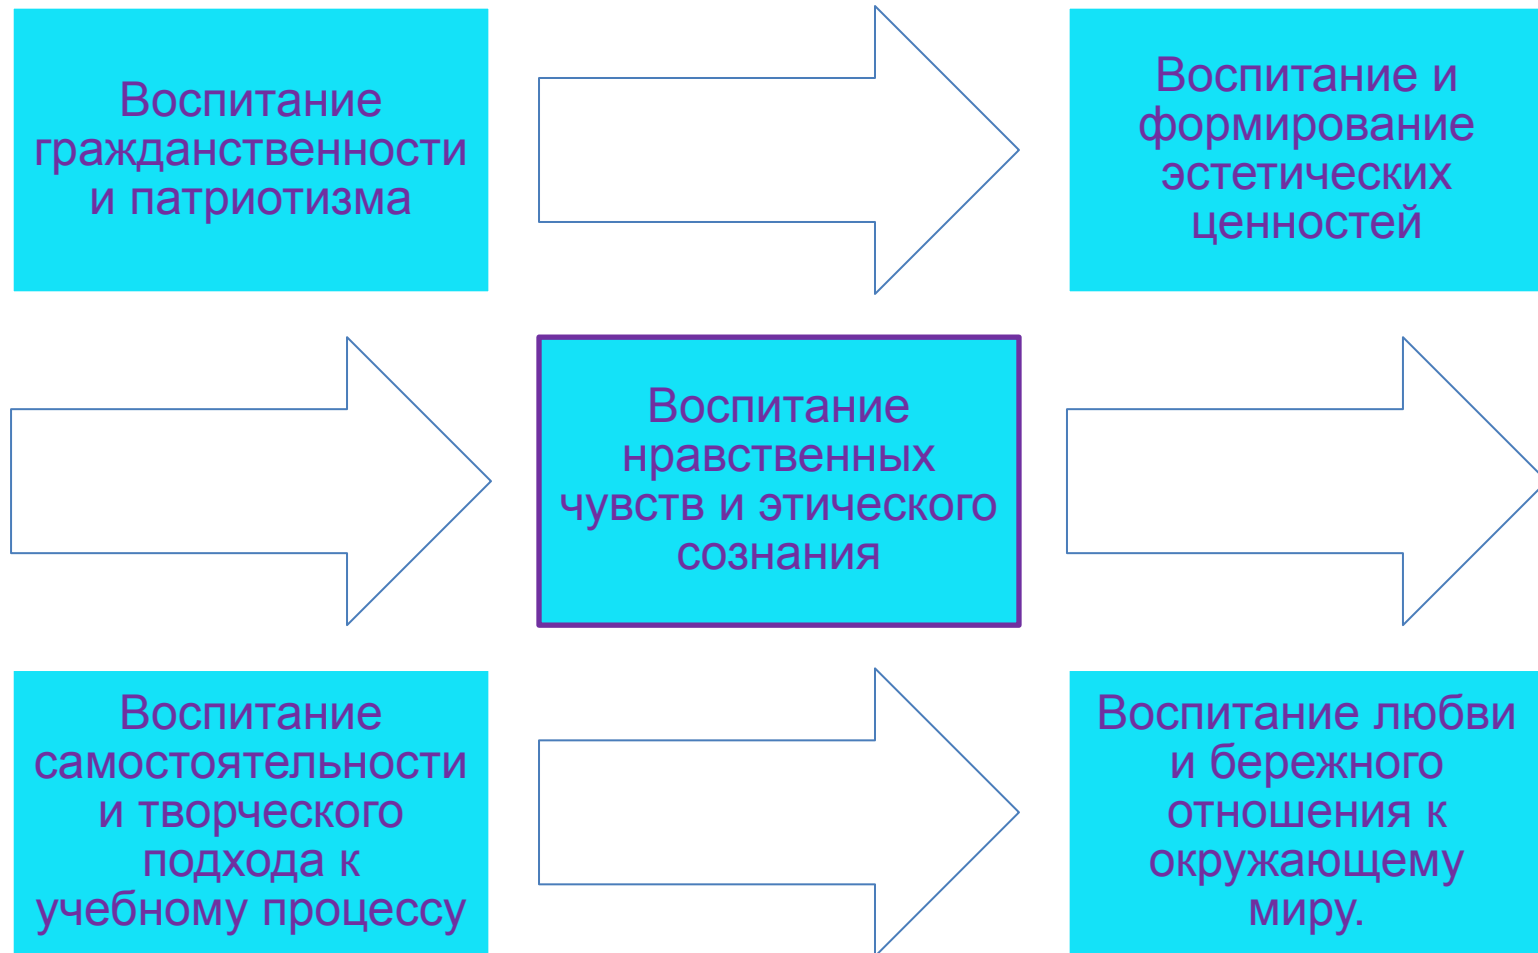 Воспитание
гражданственности
и патриотизма
Воспитание и
формирование
эстетических
ценностей
Воспитание
нравственных
чувств и этического
сознания
Воспитание
самостоятельности
и творческого
подхода к
учебному процессу
Воспитание любви
и бережного
отношения к
окружающему
миру.